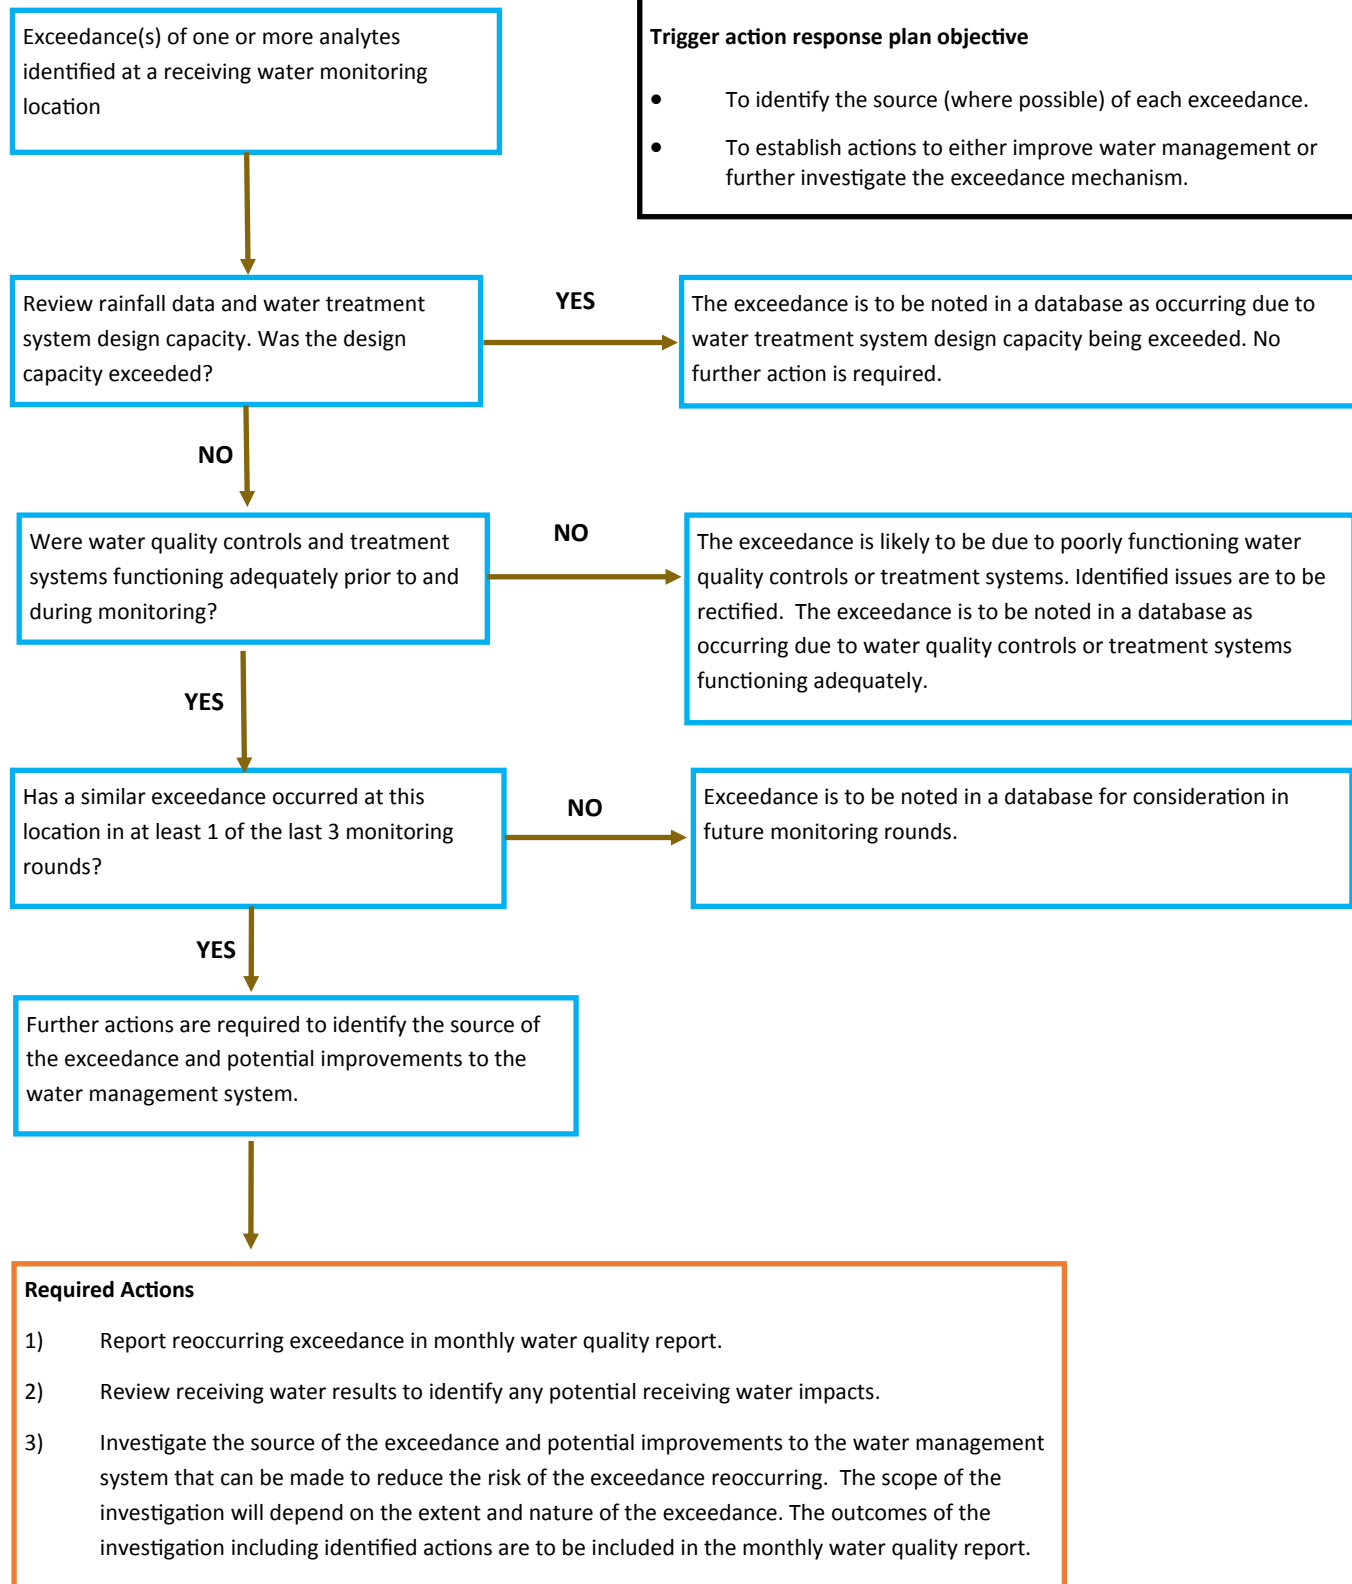 Exceedance(s) of one or more analytes
identified at a receiving water monitoring
location
Trigger action response plan objective
• To identify the source (where possible) of each exceedance.
• To establish actions to either improve water management or
further investigate the exceedance mechanism.
Review rainfall data and water treatment
system design capacity. Was the design
capacity exceeded?
YES
The exceedance is to be noted in a database as occurring due to
water treatment system design capacity being exceeded. No
further action is required.
NO
Were water quality controls and treatment
systems functioning adequately prior to and
during monitoring?
NO
The exceedance is likely to be due to poorly functioning water
quality controls or treatment systems. Identified issues are to be
rectified.  The exceedance is to be noted in a database as
occurring due to water quality controls or treatment systems
functioning adequately.
YES
Has a similar exceedance occurred at this
location in at least 1 of the last 3 monitoring
rounds?
NO
Exceedance is to be noted in a database for consideration in
future monitoring rounds.
YES
Further actions are required to identify the source of
the exceedance and potential improvements to the
water management system.
Required Actions
1) Report reoccurring exceedance in monthly water quality report.
2) Review receiving water results to identify any potential receiving water impacts.
3) Investigate the source of the exceedance and potential improvements to the water management
system that can be made to reduce the risk of the exceedance reoccurring.  The scope of the
investigation will depend on the extent and nature of the exceedance. The outcomes of the
investigation including identified actions are to be included in the monthly water quality report.